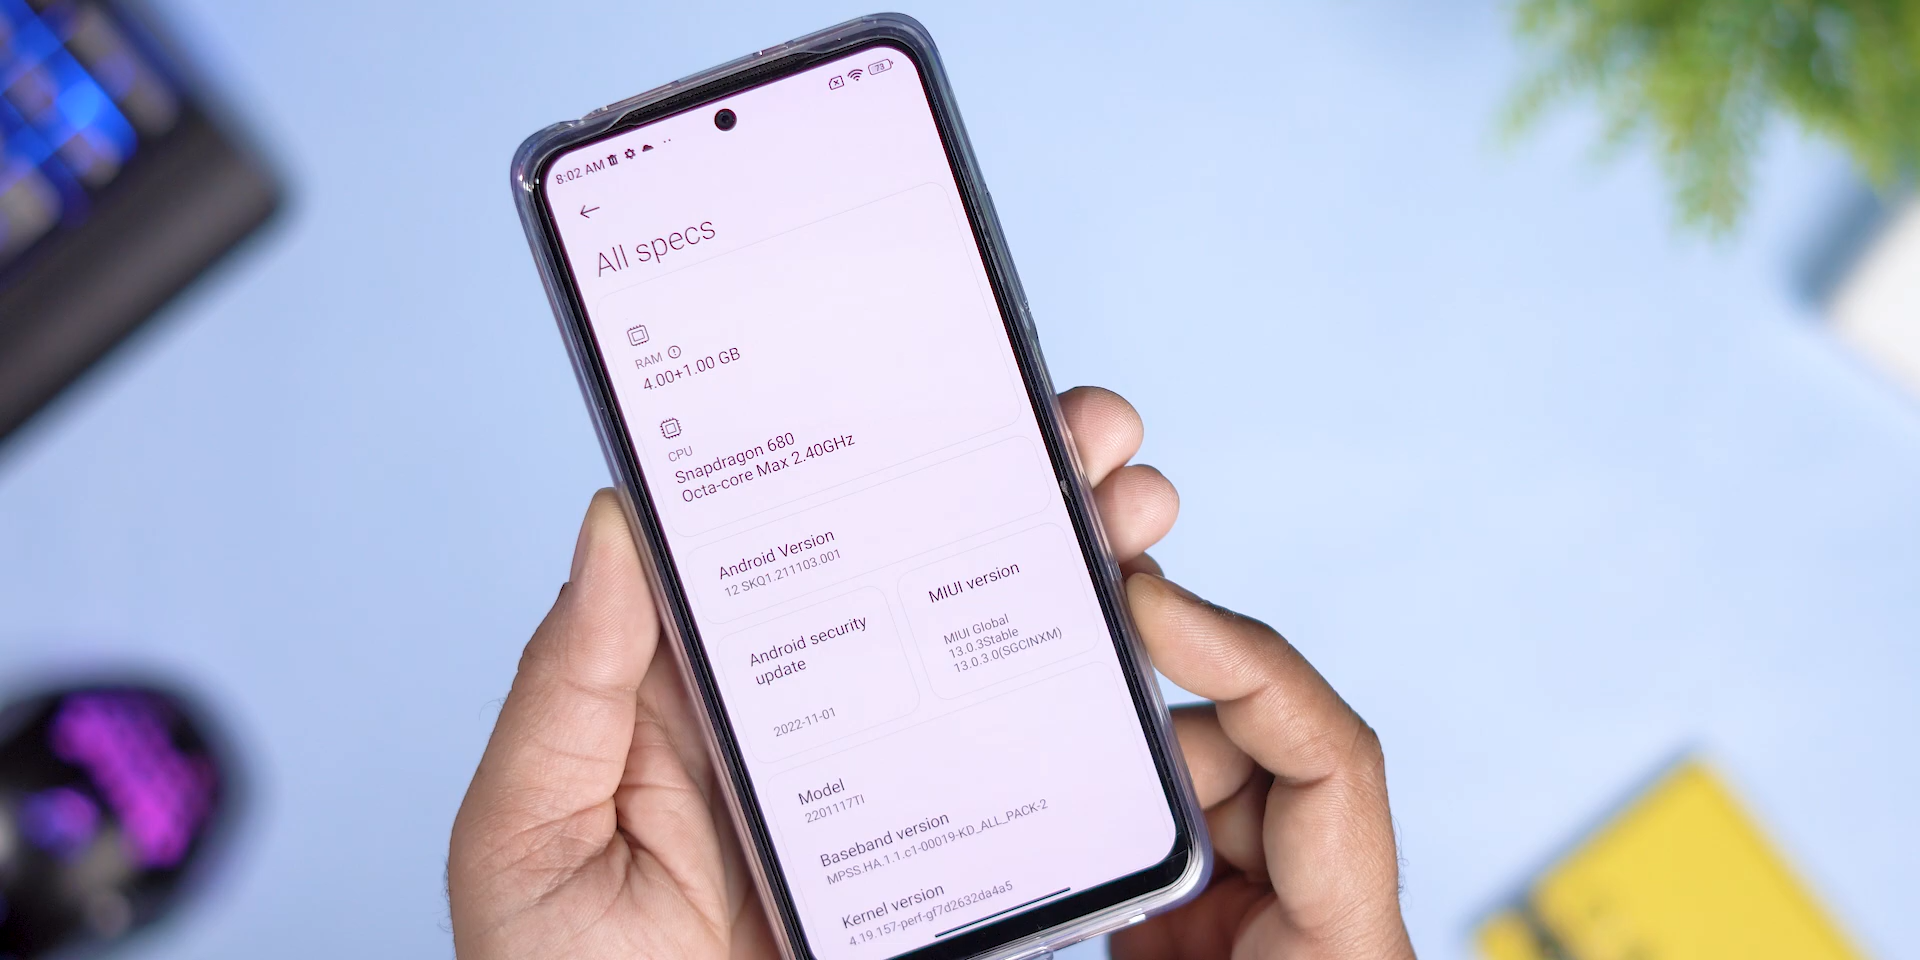 8:02 AM
73
All specs
RAM
4.00+1.00 GB
CPU
Snapdragon 680
Octa-core Max 2.40GHz
Android Version
12 SKQ1.211103.001
Android security
update
2022-11-01
MIUI version
MIUI Global
13.0.3Stable
13.0.3.0(SGCINXM)
Model
2201117TI
Baseband version
MPSS.HA.1.1.c1-00019-KD_ALL_PACK-2
Kernel version
4.19.157-perf-gf7d2632da4a5